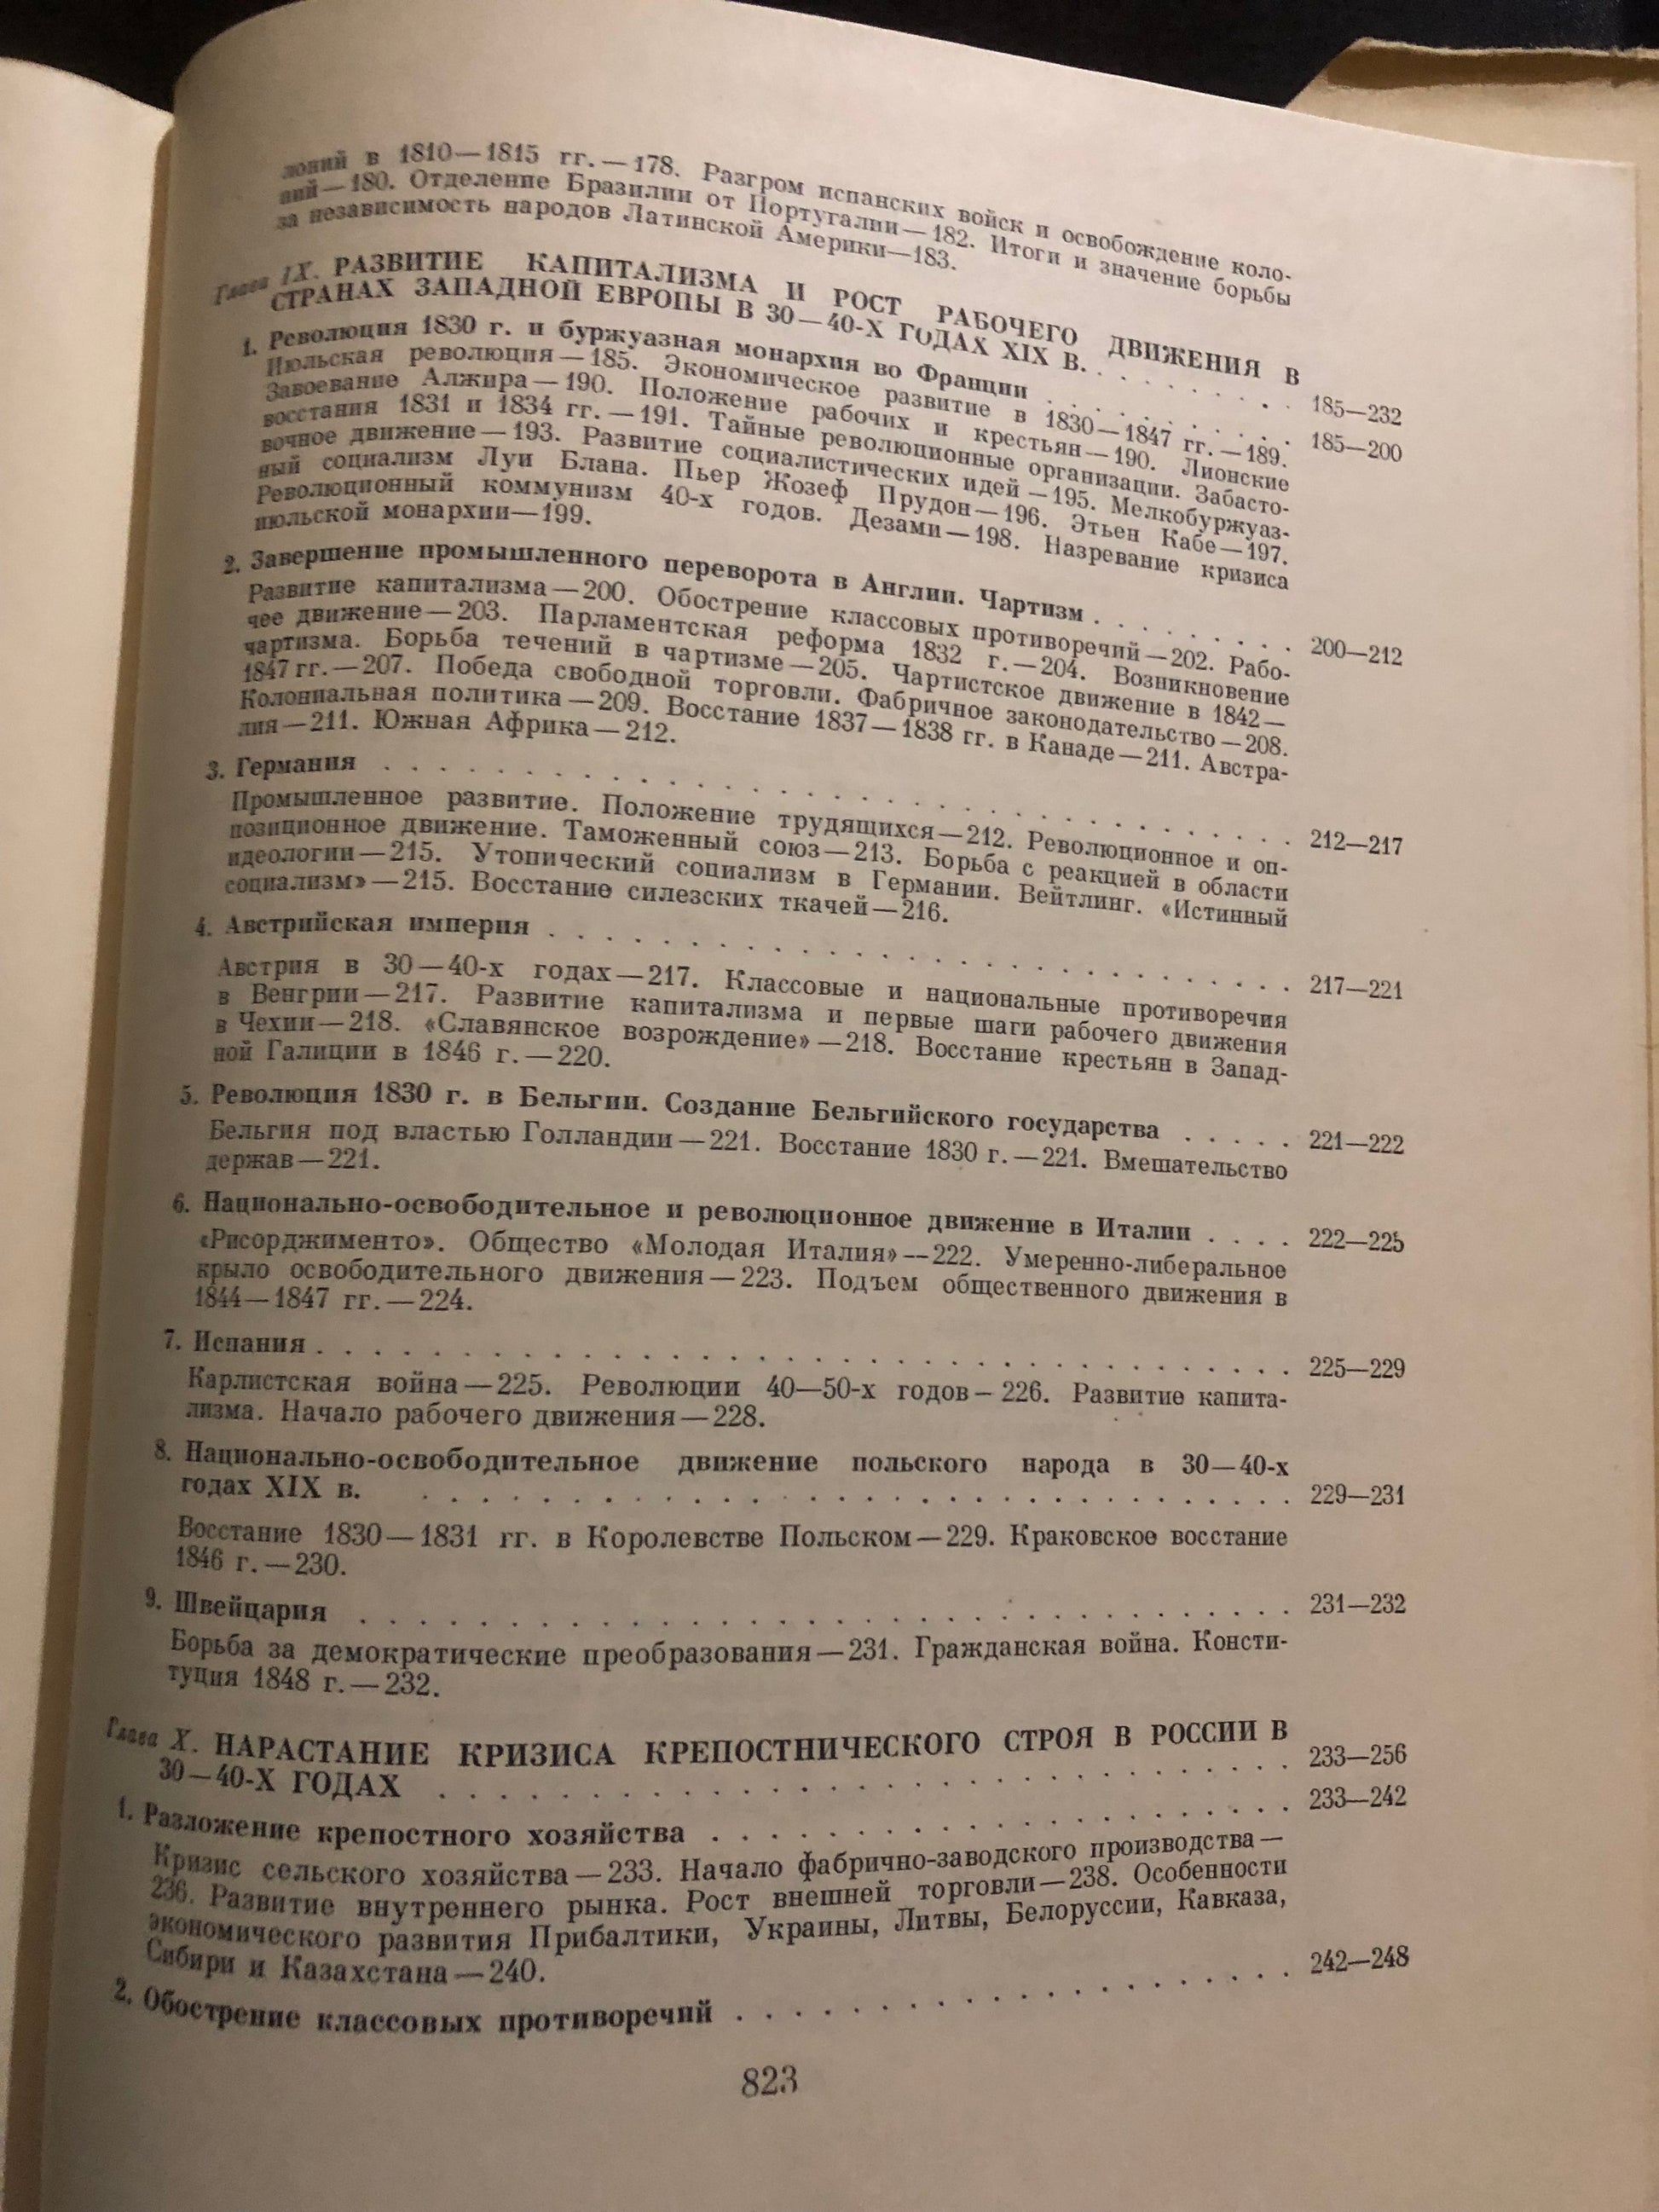 лоний в 1810—1815 гг.—178. Разгром испанских войск и освобождение коло-
ний—180. Отделение Бразилии от Португалии—182. Итоги и значение борьбы
за независимость народов Латинской Америки—183.
Глава IX. РАЗВИТИЕ КАПИТАЛИЗМА И РОСТ РАБОЧЕГО ДВИЖЕНИЯ В
СТРАНАХ ЗАПАДНОЙ ЕВРОПЫ В 30—40-Х ГОДАХ XIX В. . . . . . . . 185—232
1. Революция 1830 г. и буржуазная монархия во Франции . . . . . . . . 185—200
Июльская революция—185. Экономическое развитие в 1830—1847 гг.—189.
Завоевание Алжира—190. Положение рабочих и крестьян—190. Лионские
восстания 1831 и 1834 гг.—191. Тайные революционные организации. Забасто-
вочное движение—193. Развитие социалистических идей—195. Мелкобуржуаз-
ный социализм Луи Блана. Пьер Жозеф Прудон—196. Этьен Кабе—197.
Революционный коммунизм 40-х годов. Дезами—198. Назревание кризиса
июльской монархии—199.
2. Завершение промышленного переворота в Англии. Чартизм . . . . . . . . 200—212
Развитие капитализма—200. Обострение классовых противоречий—202. Рабо-
чее движение—203. Парламентская реформа 1832 г.—204. Возникновение
чартизма. Борьба течений в чартизме—205. Чартистское движение в 1842—
1847 гг.—207. Победа свободной торговли. Фабричное законодательство—208.
Колониальная политика—209. Восстание 1837—1838 гг. в Канаде—211. Австра-
лия—211. Южная Африка—212.
3. Германия . . . . . . . . . . . . . . . . . . . . . . . . 212—217
Промышленное развитие. Положение трудящихся—212. Революционное и оп-
позиционное движение. Таможенный союз—213. Борьба с реакцией в области
идеологии—215. Утопический социализм в Германии. Вейтлинг. «Истинный
социализм»—215. Восстание силезских ткачей—216.
4. Австрийская империя . . . . . . . . . . . . . . . . . . . . 217—221
Австрия в 30—40-х годах—217. Классовые и национальные противоречия
в Венгрии—217. Развитие капитализма и первые шаги рабочего движения
в Чехии—218. «Славянское возрождение»—218. Восстание крестьян в Запад-
ной Галиции в 1846 г.—220.
5. Революция 1830 г. в Бельгии. Создание Бельгийского государства . . . . . 221—222
Бельгия под властью Голландии—221. Восстание 1830 г.—221. Вмешательство
держав—221.
6. Национально-освободительное и революционное движение в Италии . . . . 222—225
«Рисорджименто». Общество «Молодая Италия»—222. Умеренно-либеральное
крыло освободительного движения—223. Подъем общественного движения в
1844—1847 гг.—224.
7. Испания . . . . . . . . . . . . . . . . . . . . . . . . . . 225—229
Карлистская война—225. Революции 40—50-х годов—226. Развитие капита-
лизма. Начало рабочего движения—228.
8. Национально-освободительное движение польского народа в 30—40-х
годах XIX в. . . . . . . . . . . . . . . . . . . . . . . . 229—231
Восстание 1830—1831 гг. в Королевстве Польском—229. Краковское восстание
1846 г.—230.
9. Швейцария . . . . . . . . . . . . . . . . . . . . . . . . . 231—232
Борьба за демократические преобразования—231. Гражданская война. Консти-
туция 1848 г.—232.
Глава X. НАРАСТАНИЕ КРИЗИСА КРЕПОСТНИЧЕСКОГО СТРОЯ В РОССИИ В
30—40-Х ГОДАХ . . . . . . . . . . . . . . . . . . . . . . 233—256
1. Разложение крепостного хозяйства . . . . . . . . . . . . . . . 233—242
Кризис сельского хозяйства—233. Начало фабрично-заводского производства—
236. Развитие внутреннего рынка. Рост внешней торговли—238. Особенности
экономического развития Прибалтики, Украины, Литвы, Белоруссии, Кавказа,
Сибири и Казахстана—240.
2. Обострение классовых противоречий . . . . . . . . . . . . . . . 242—248
823